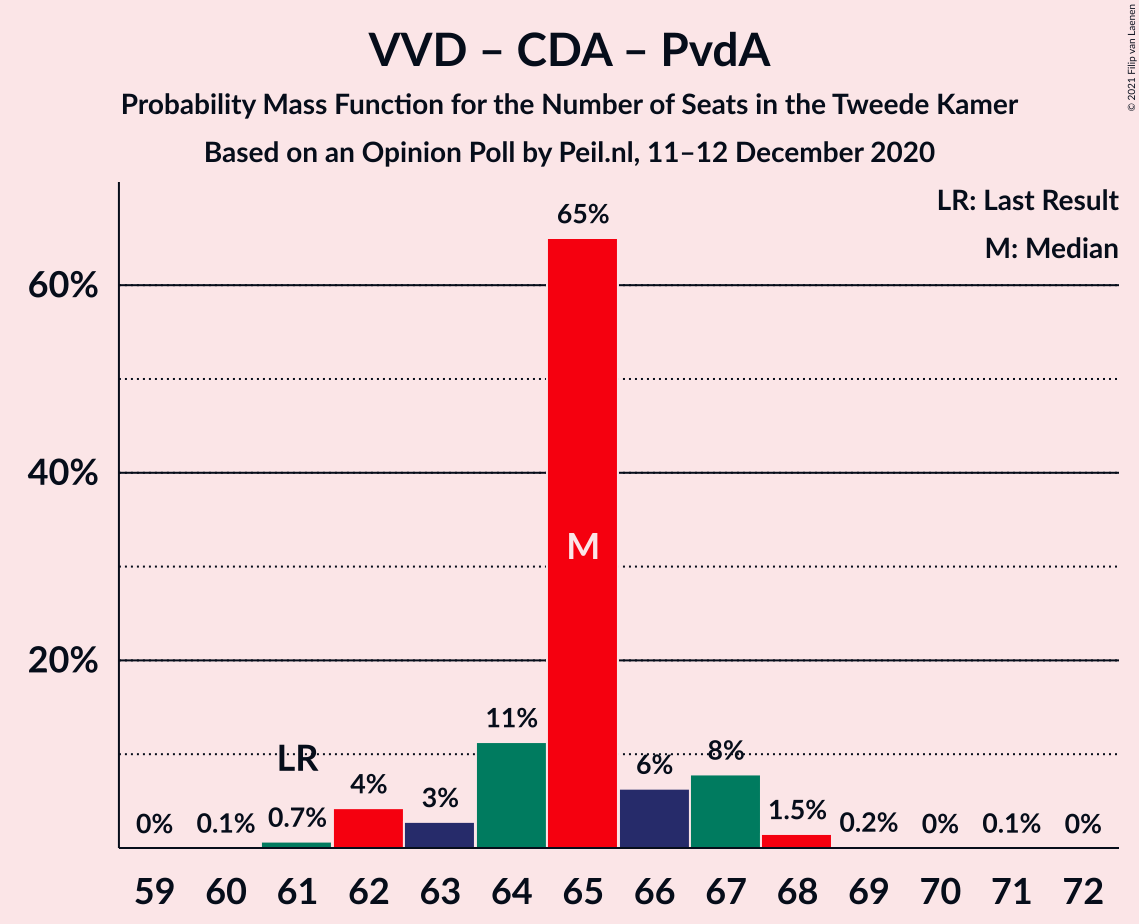 VVD – CDA – PvdA
Probability Mass Function for the Number of Seats in the Tweede Kamer
Based on an Opinion Poll by Peil.nl, 11–12 December 2020
© 2021 Filip van Laenen
LR: Last Result
M: Median
60%
40%
20%
0%
0.1%
LR
0.7%
4%
3%
11%
65%
M
6%
8%
1.5%
0.2%
0%
0.1%
0%
59 60 61 62 63 64 65 66 67 68 69 70 71 72